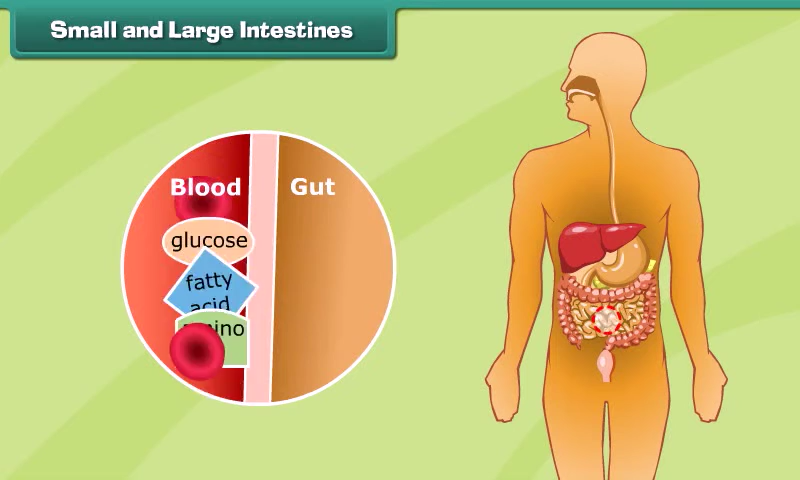 Small and Large Intestines
Blood Gut
glucose
fatty
acid